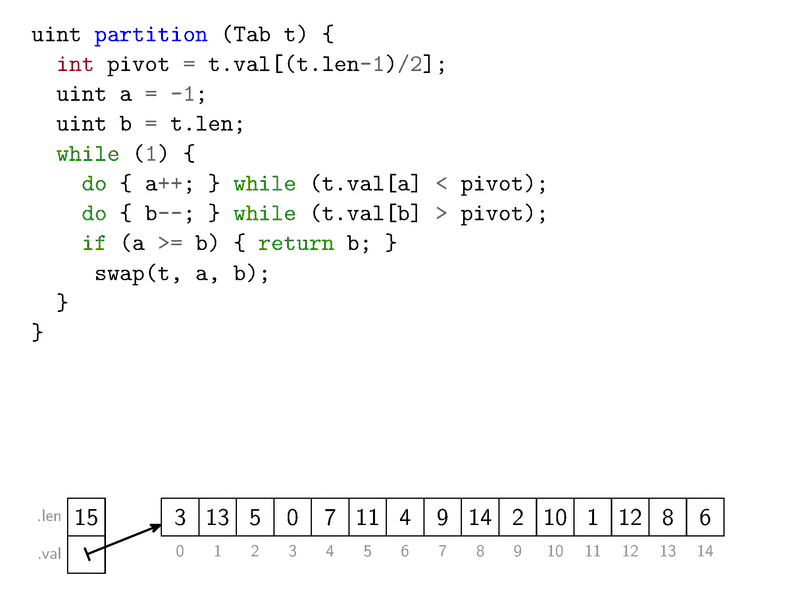 uint partition (Tab t) {
  int pivot = t.val[(t.len-1)/2];
  uint a = -1;
  uint b = t.len;
  while (1) {
    do { a++; } while (t.val[a] < pivot);
    do { b--; } while (t.val[b] > pivot);
    if (a >= b) { return b; }
     swap(t, a, b);
  }
}
.len 15 3 13 5 0 7 11 4 9 14 2 10 1 12 8 6
.val 0 1 2 3 4 5 6 7 8 9 10 11 12 13 14